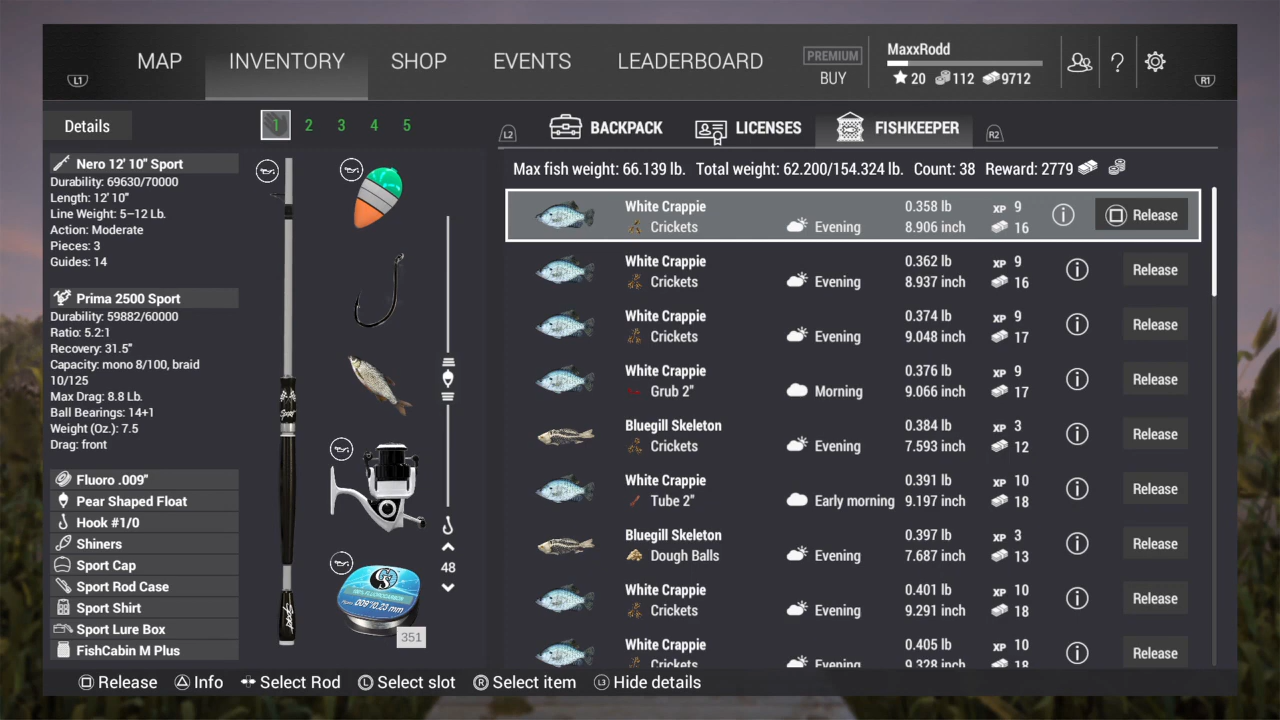 MAP
INVENTORY
SHOP
EVENTS
LEADERBOARD
PREMIUM
BUY
MaxxRodd
20 112 9712
L1
R1
Details
1 2 3 4 5
L2
BACKPACK
LICENSES
FISHKEEPER
R2
Nero 12' 10" Sport
Durability: 69630/70000
Length: 12' 10"
Line Weight: 5–12 Lb.
Action: Moderate
Pieces: 3
Guides: 14
Prima 2500 Sport
Durability: 59882/60000
Ratio: 5.2:1
Recovery: 31.5"
Capacity: mono 8/100, braid
10/125
Max Drag: 8.8 Lb.
Ball Bearings: 14+1
Weight (Oz.): 7.5
Drag: front
Fluoro .009"
Pear Shaped Float
Hook #1/0
Shiners
Sport Cap
Sport Rod Case
Sport Shirt
Sport Lure Box
FishCabin M Plus
48
.009"/0.23 mm
351
Max fish weight: 66.139 lb. Total weight: 62.200/154.324 lb. Count: 38 Reward: 2779
White Crappie 0.358 lb XP 9
Crickets Evening 8.906 inch 16
Release
White Crappie 0.362 lb XP 9
Crickets Evening 8.937 inch 16
Release
White Crappie 0.374 lb XP 9
Crickets Evening 9.048 inch 17
Release
White Crappie 0.376 lb XP 9
Grub 2" Morning 9.066 inch 17
Release
Bluegill Skeleton 0.384 lb XP 3
Crickets Evening 7.593 inch 12
Release
White Crappie 0.391 lb XP 10
Tube 2" Early morning 9.197 inch 18
Release
Bluegill Skeleton 0.397 lb XP 3
Dough Balls Evening 7.687 inch 13
Release
White Crappie 0.401 lb XP 10
Crickets Evening 9.291 inch 18
Release
White Crappie 0.405 lb XP 10
Crickets Evening 9.328 inch 18
Release
Release Info Select Rod L Select slot R Select item L3 Hide details